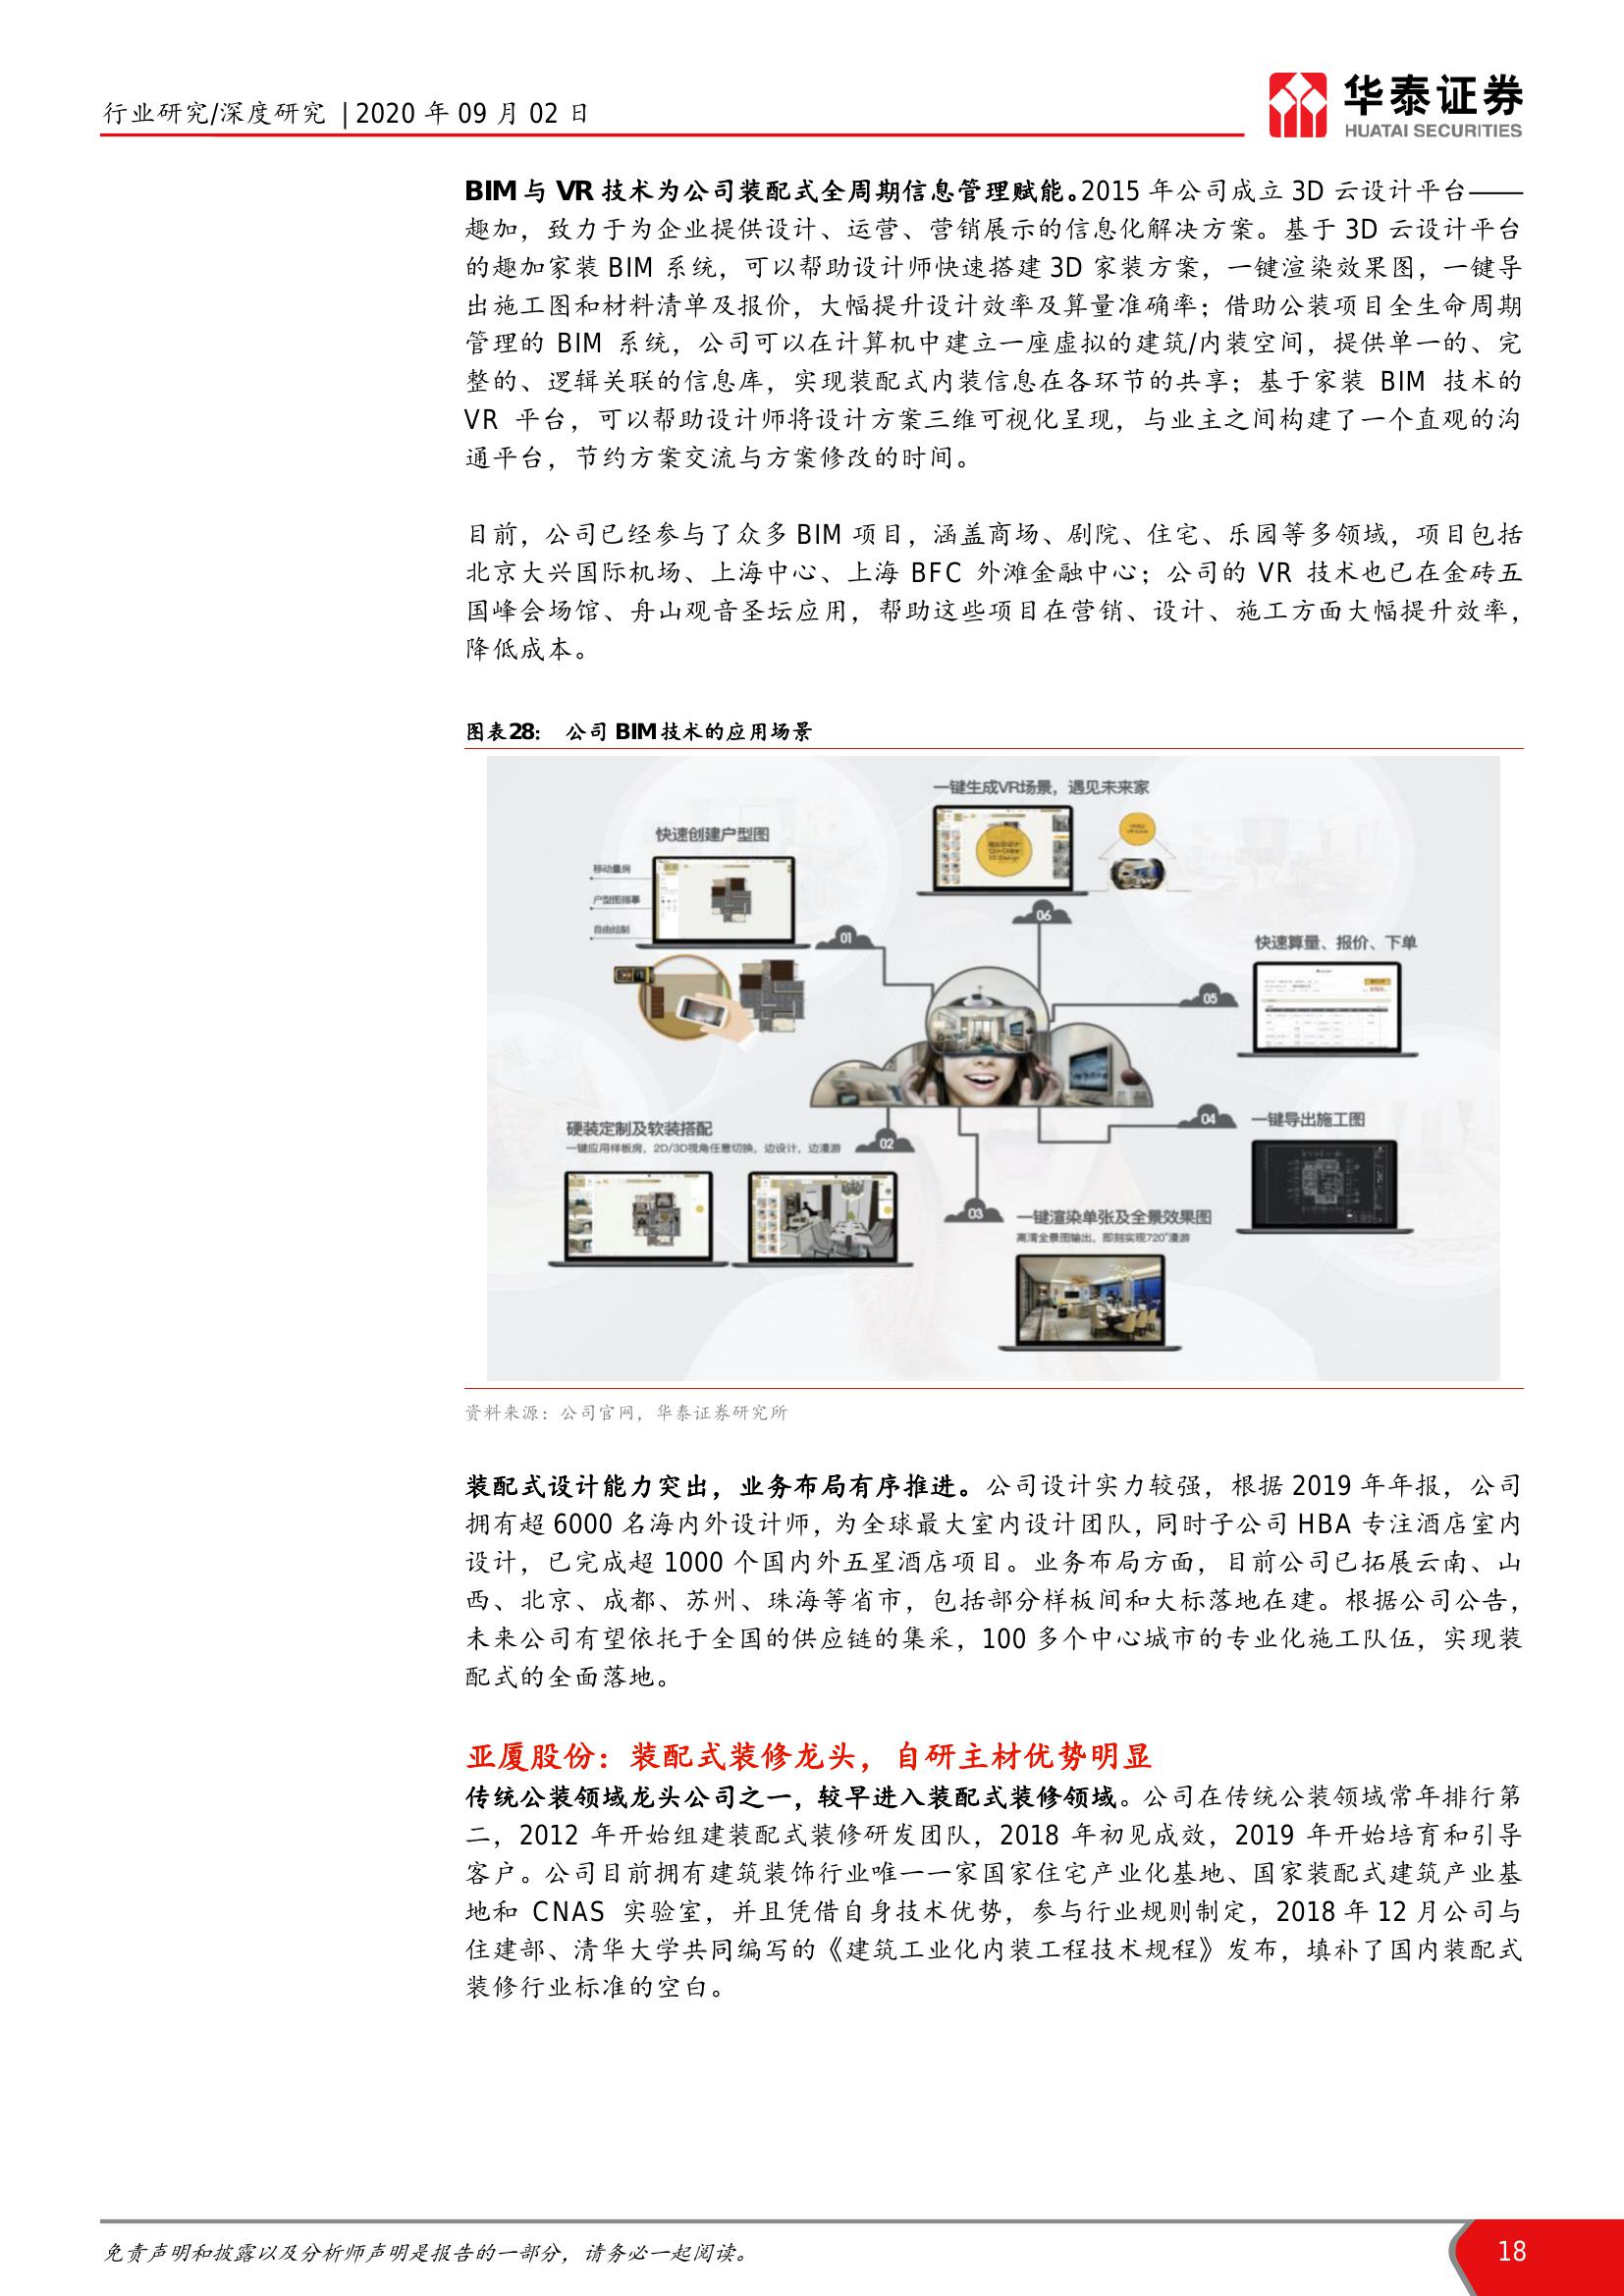 行业研究/深度研究 | 2020 年 09 月 02 日
华泰证券
HUATAI SECURITIES
BIM 与 VR 技术为公司装配式全周期信息管理赋能。2015 年公司成立 3D 云设计平台——
趣加，致力于为企业提供设计、运营、营销展示的信息化解决方案。基于 3D 云设计平台
的趣加家装 BIM 系统，可以帮助设计师快速搭建 3D 家装方案，一键渲染效果图，一键导
出施工图和材料清单及报价，大幅提升设计效率及算量准确率；借助公装项目全生命周期
管理的 BIM 系统，公司可以在计算机中建立一座虚拟的建筑/内装空间，提供单一的、完
整的、逻辑关联的信息库，实现装配式内装信息在各环节的共享；基于家装 BIM 技术的
VR 平台，可以帮助设计师将设计方案三维可视化呈现，与业主之间构建了一个直观的沟
通平台，节约方案交流与方案修改的时间。
目前，公司已经参与了众多 BIM 项目，涵盖商场、剧院、住宅、乐园等多领域，项目包括
北京大兴国际机场、上海中心、上海 BFC 外滩金融中心；公司的 VR 技术也已在金砖五
国峰会场馆、舟山观音圣坛应用，帮助这些项目在营销、设计、施工方面大幅提升效率，
降低成本。
图表28： 公司 BIM 技术的应用场景
一键生成VR场景，遇见未来家
快速创建户型图
移动量房
户型图临摹
自由绘制
01
06
快速算量、报价、下单
05
04
一键导出施工图
硬装定制及软装搭配
一键应用样板房，2D/3D视角任意切换，边设计，边漫游
02
03
一键渲染单张及全景效果图
高清全景图输出，即刻实现720°漫游
资料来源：公司官网，华泰证券研究所
装配式设计能力突出，业务布局有序推进。公司设计实力较强，根据 2019 年年报，公司
拥有超 6000 名海内外设计师，为全球最大室内设计团队，同时子公司 HBA 专注酒店室内
设计，已完成超 1000 个国内外五星酒店项目。业务布局方面，目前公司已拓展云南、山
西、北京、成都、苏州、珠海等省市，包括部分样板间和大标落地在建。根据公司公告，
未来公司有望依托于全国的供应链的集采，100 多个中心城市的专业化施工队伍，实现装
配式的全面落地。
亚厦股份：装配式装修龙头，自研主材优势明显
传统公装领域龙头公司之一，较早进入装配式装修领域。公司在传统公装领域常年排行第
二，2012 年开始组建装配式装修研发团队，2018 年初见成效，2019 年开始培育和引导
客户。公司目前拥有建筑装饰行业唯一一家国家住宅产业化基地、国家装配式建筑产业基
地和 CNAS 实验室，并且凭借自身技术优势，参与行业规则制定，2018 年 12 月公司与
住建部、清华大学共同编写的《建筑工业化内装工程技术规程》发布，填补了国内装配式
装修行业标准的空白。
免责声明和披露以及分析师声明是报告的一部分，请务必一起阅读。
18